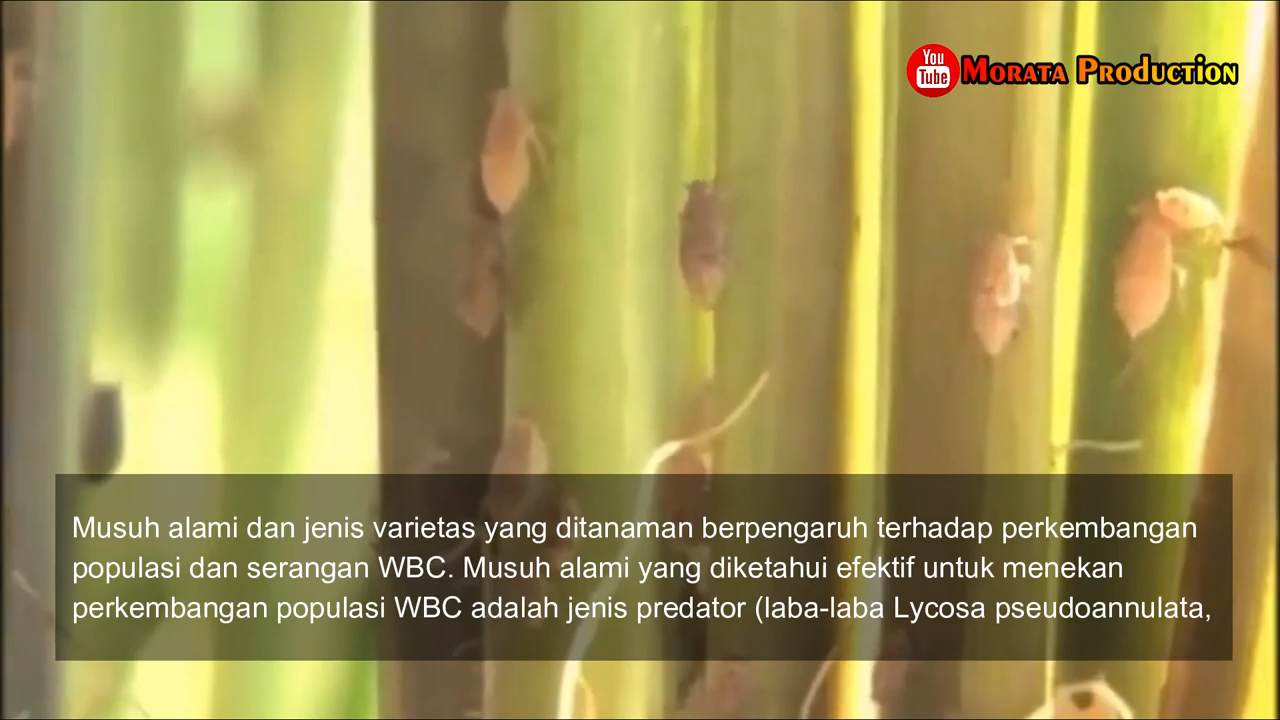 You
Tube
Morata Production
Musuh alami dan jenis varietas yang ditanaman berpengaruh terhadap perkembangan
populasi dan serangan WBC. Musuh alami yang diketahui efektif untuk menekan
perkembangan populasi WBC adalah jenis predator (laba-laba Lycosa pseudoannulata,